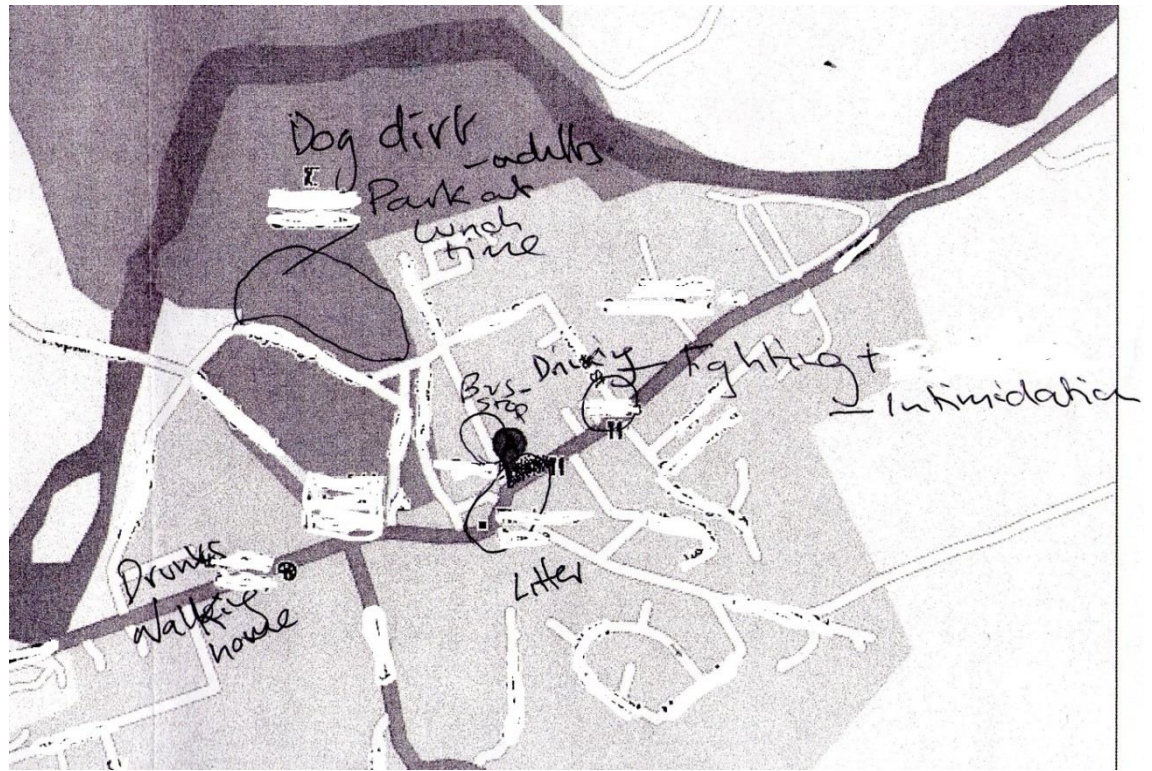 Dog dirt
- adults
Park at
lunch
time
Bus
stop
Drinking - Fighting +
- Intimidation
Litter
Drunks
Walking
home